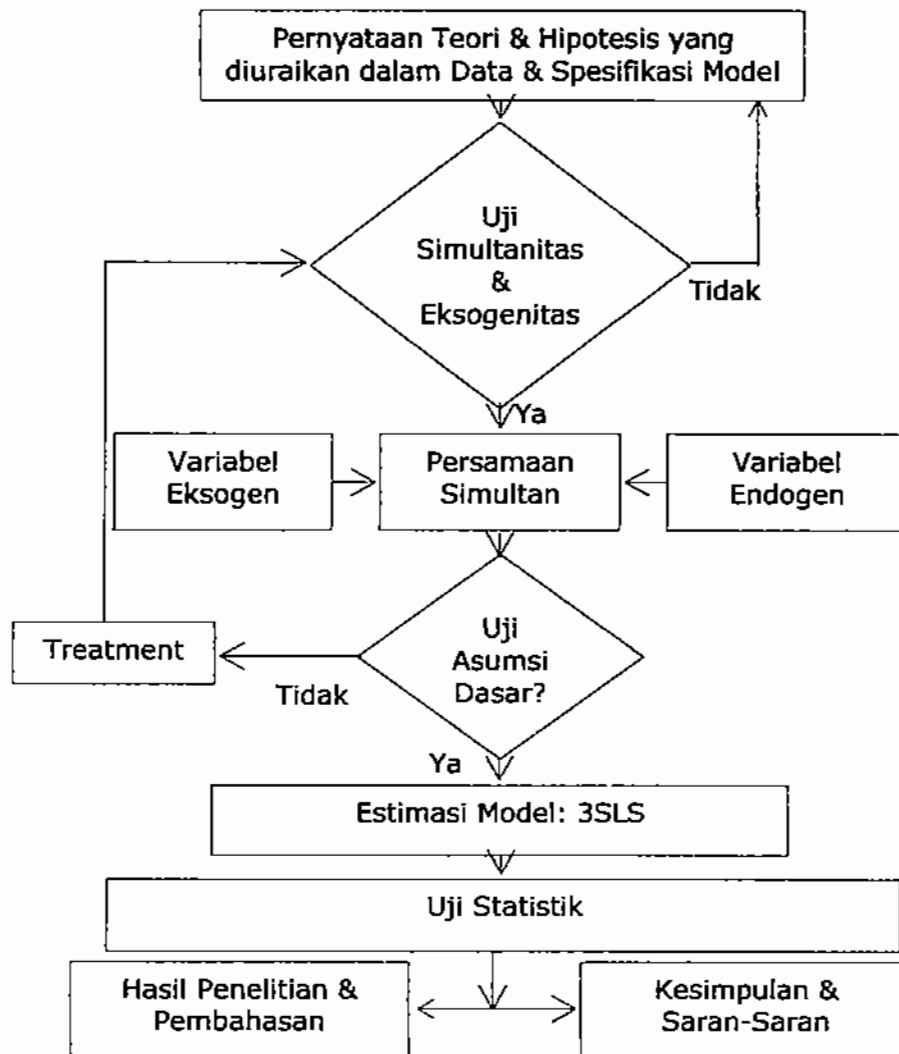 Pernyataan Teori & Hipotesis yang
diuraikan dalam Data & Spesifikasi Model
Uji
Simultanitas
&
Eksogenitas
Tidak
Ya
Variabel
Eksogen
Persamaan
Simultan
Variabel
Endogen
Treatment
Tidak
Uji
Asumsi
Dasar?
Ya
Estimasi Model: 3SLS
Uji Statistik
Hasil Penelitian &
Pembahasan
Kesimpulan &
Saran-Saran